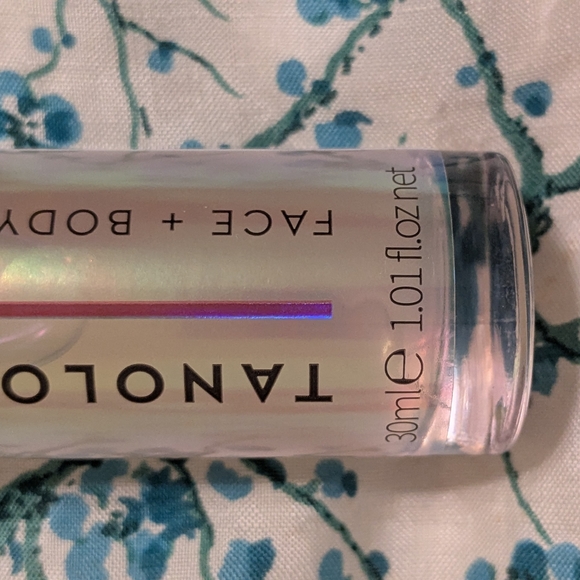 TANOLO
FACE + BODY
30ml e 1.01 fl.oz net